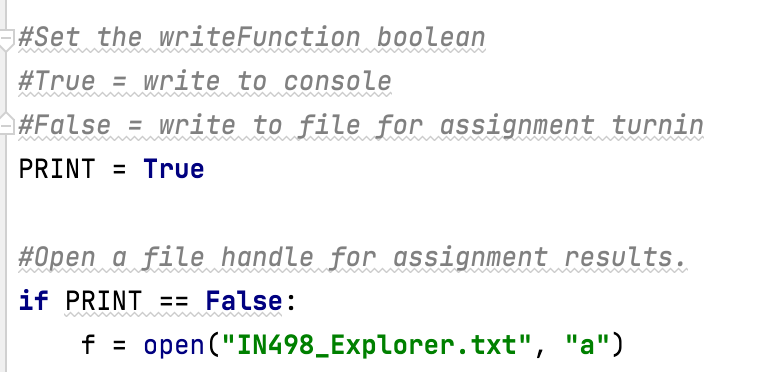 #Set the writeFunction boolean
#True = write to console
#False = write to file for assignment turnin
PRINT = True
#Open a file handle for assignment results.
if PRINT == False:
    f = open("IN498_Explorer.txt", "a")